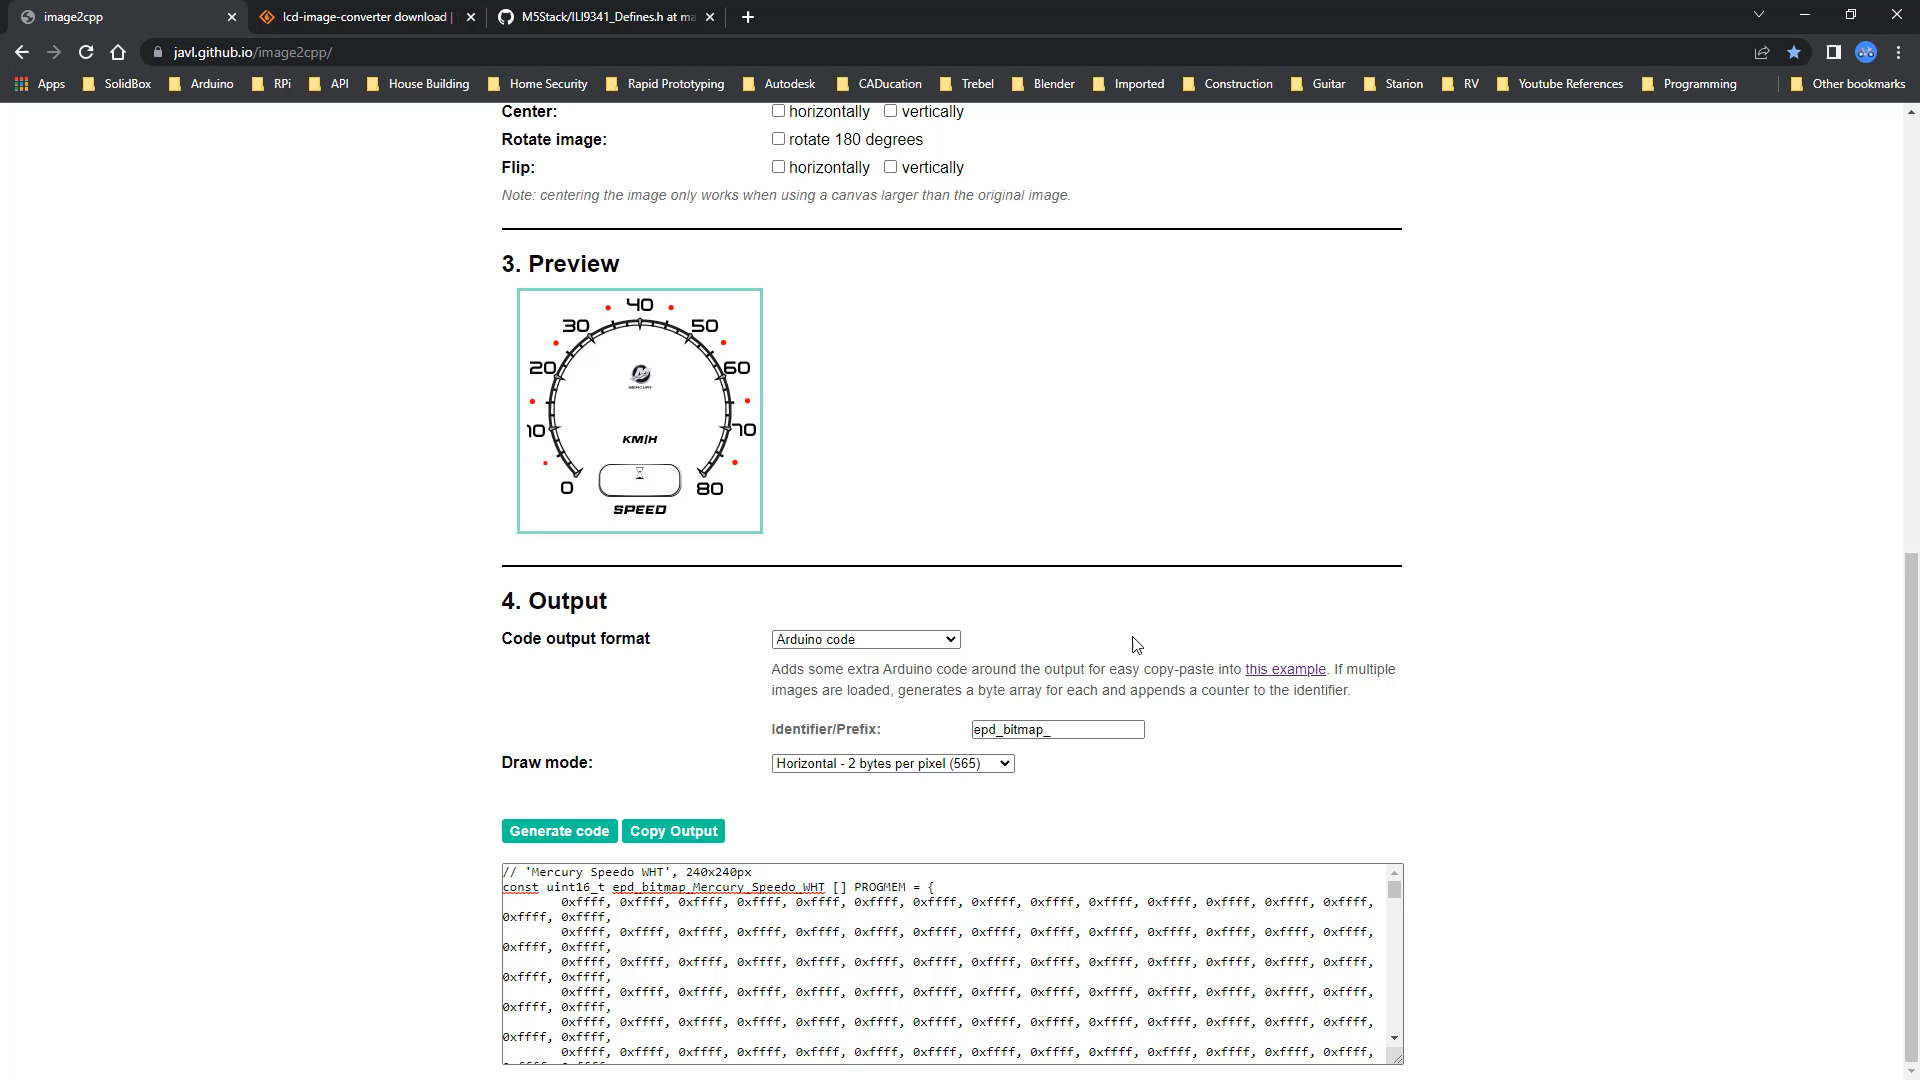 image2cpp
lcd-image-converter download |
M5Stack/ILI9341_Defines.h at ma
javl.github.io/image2cpp/
Apps SolidBox Arduino RPi API House Building Home Security Rapid Prototyping Autodesk CADucation Trebel Blender Imported Construction Guitar Starion RV Youtube References Programming Other bookmarks
Center: horizontally vertically
Rotate image: rotate 180 degrees
Flip: horizontally vertically
Note: centering the image only works when using a canvas larger than the original image.
3. Preview
40
30 50
20 60
MERCURY
10 70
KM/H
0 80
SPEED
4. Output
Code output format Arduino code
Adds some extra Arduino code around the output for easy copy-paste into this example. If multiple
images are loaded, generates a byte array for each and appends a counter to the identifier.
Identifier/Prefix: epd_bitmap_
Draw mode: Horizontal - 2 bytes per pixel (565)
Generate code Copy Output
// 'Mercury Speedo WHT', 240x240px
const uint16_t epd_bitmap_Mercury_Speedo_WHT [] PROGMEM = {
0xffff, 0xffff, 0xffff, 0xffff, 0xffff, 0xffff, 0xffff, 0xffff, 0xffff, 0xffff, 0xffff, 0xffff, 0xffff, 0xffff,
0xffff, 0xffff,
0xffff, 0xffff, 0xffff, 0xffff, 0xffff, 0xffff, 0xffff, 0xffff, 0xffff, 0xffff, 0xffff, 0xffff, 0xffff, 0xffff,
0xffff, 0xffff,
0xffff, 0xffff, 0xffff, 0xffff, 0xffff, 0xffff, 0xffff, 0xffff, 0xffff, 0xffff, 0xffff, 0xffff, 0xffff, 0xffff,
0xffff, 0xffff,
0xffff, 0xffff, 0xffff, 0xffff, 0xffff, 0xffff, 0xffff, 0xffff, 0xffff, 0xffff, 0xffff, 0xffff, 0xffff, 0xffff,
0xffff, 0xffff,
0xffff, 0xffff, 0xffff, 0xffff, 0xffff, 0xffff, 0xffff, 0xffff, 0xffff, 0xffff, 0xffff, 0xffff, 0xffff, 0xffff,
0xffff, 0xffff,
0xffff, 0xffff, 0xffff, 0xffff, 0xffff, 0xffff, 0xffff, 0xffff, 0xffff, 0xffff, 0xffff, 0xffff, 0xffff, 0xffff,